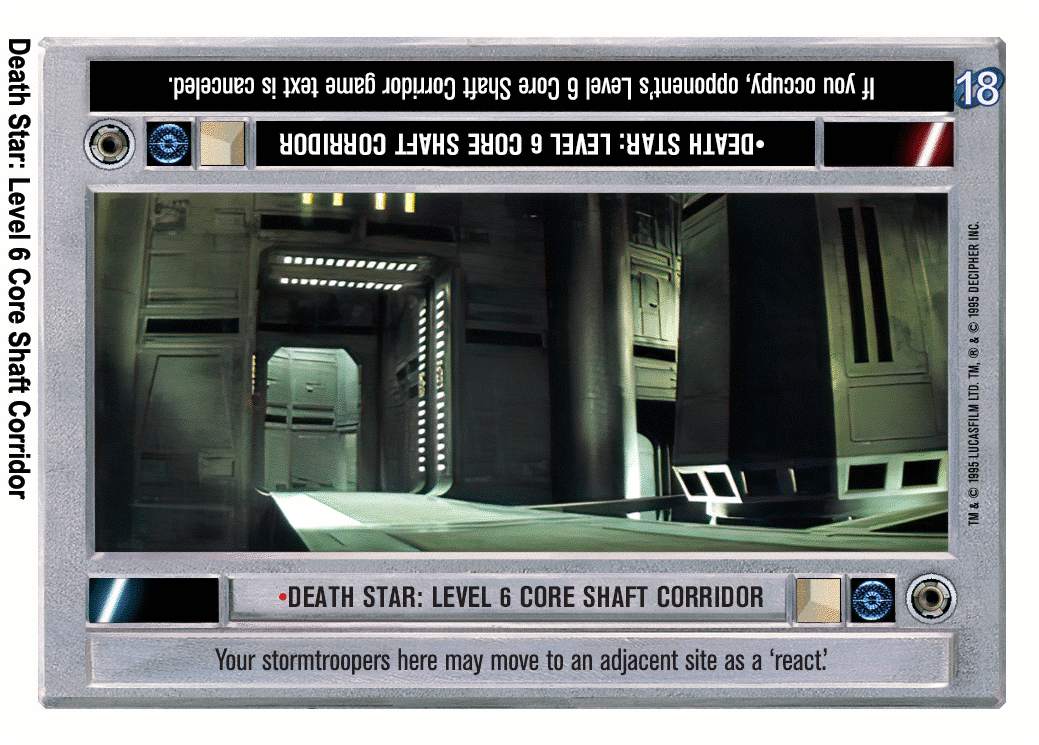 Death Star: Level 6 Core Shaft Corridor
If you occupy, opponent's Level 6 Core Shaft Corridor game text is canceled.
18
•DEATH STAR: LEVEL 6 CORE SHAFT CORRIDOR
TM & © 1995 LUCASFILM LTD. TM, ® & © 1995 DECIPHER INC.
•DEATH STAR: LEVEL 6 CORE SHAFT CORRIDOR
Your stormtroopers here may move to an adjacent site as a ‘react.’